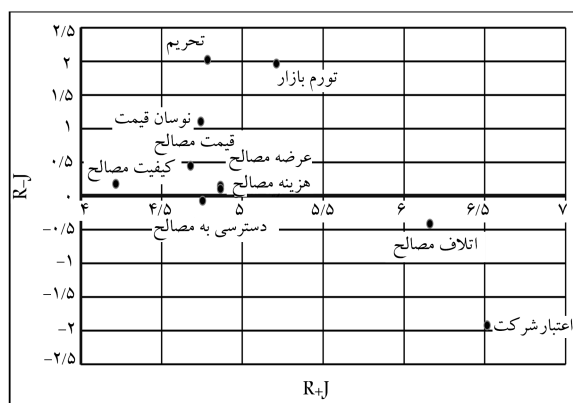 ۲/۵
تحریم
۲
تورم بازار
۱/۵
نوسان قیمت
۱
قیمت مصالح
عرضه مصالح
۰/۵
کیفیت مصالح
هزینه مصالح
R–J
۰
۴ ۴/۵ ۵ ۵/۵ ۶ ۶/۵ ۷
دسترسی به مصالح
-۰/۵
اتلاف مصالح
-۱
-۱/۵
اعتبار شرکت
-۲
-۲/۵
R+J